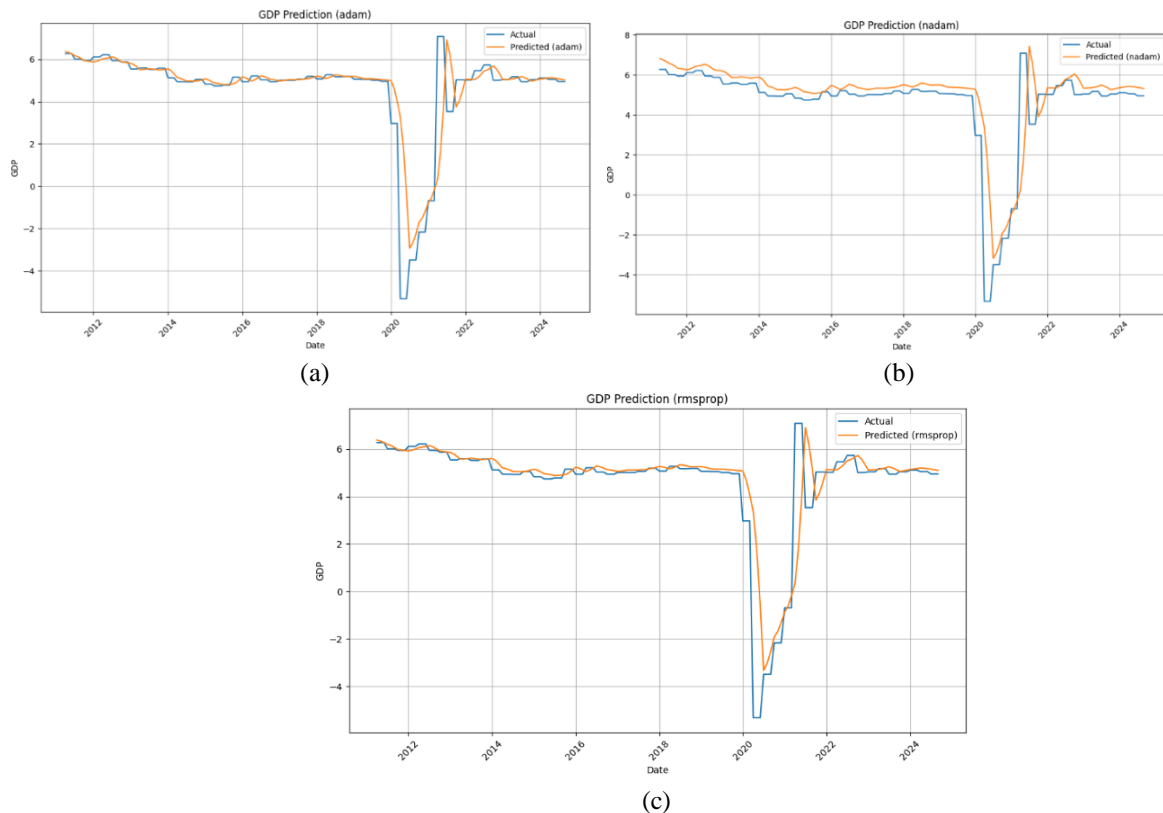 GDP Prediction (adam)
Actual
Predicted (adam)
GDP
6
4
2
0
−2
−4
2012
2014
2016
2018
2020
2022
2024
Date
(a)
GDP Prediction (nadam)
Actual
Predicted (nadam)
GDP
8
6
4
2
0
−2
−4
2012
2014
2016
2018
2020
2022
2024
Date
(b)
GDP Prediction (rmsprop)
Actual
Predicted (rmsprop)
GDP
6
4
2
0
−2
−4
2012
2014
2016
2018
2020
2022
2024
Date
(c)